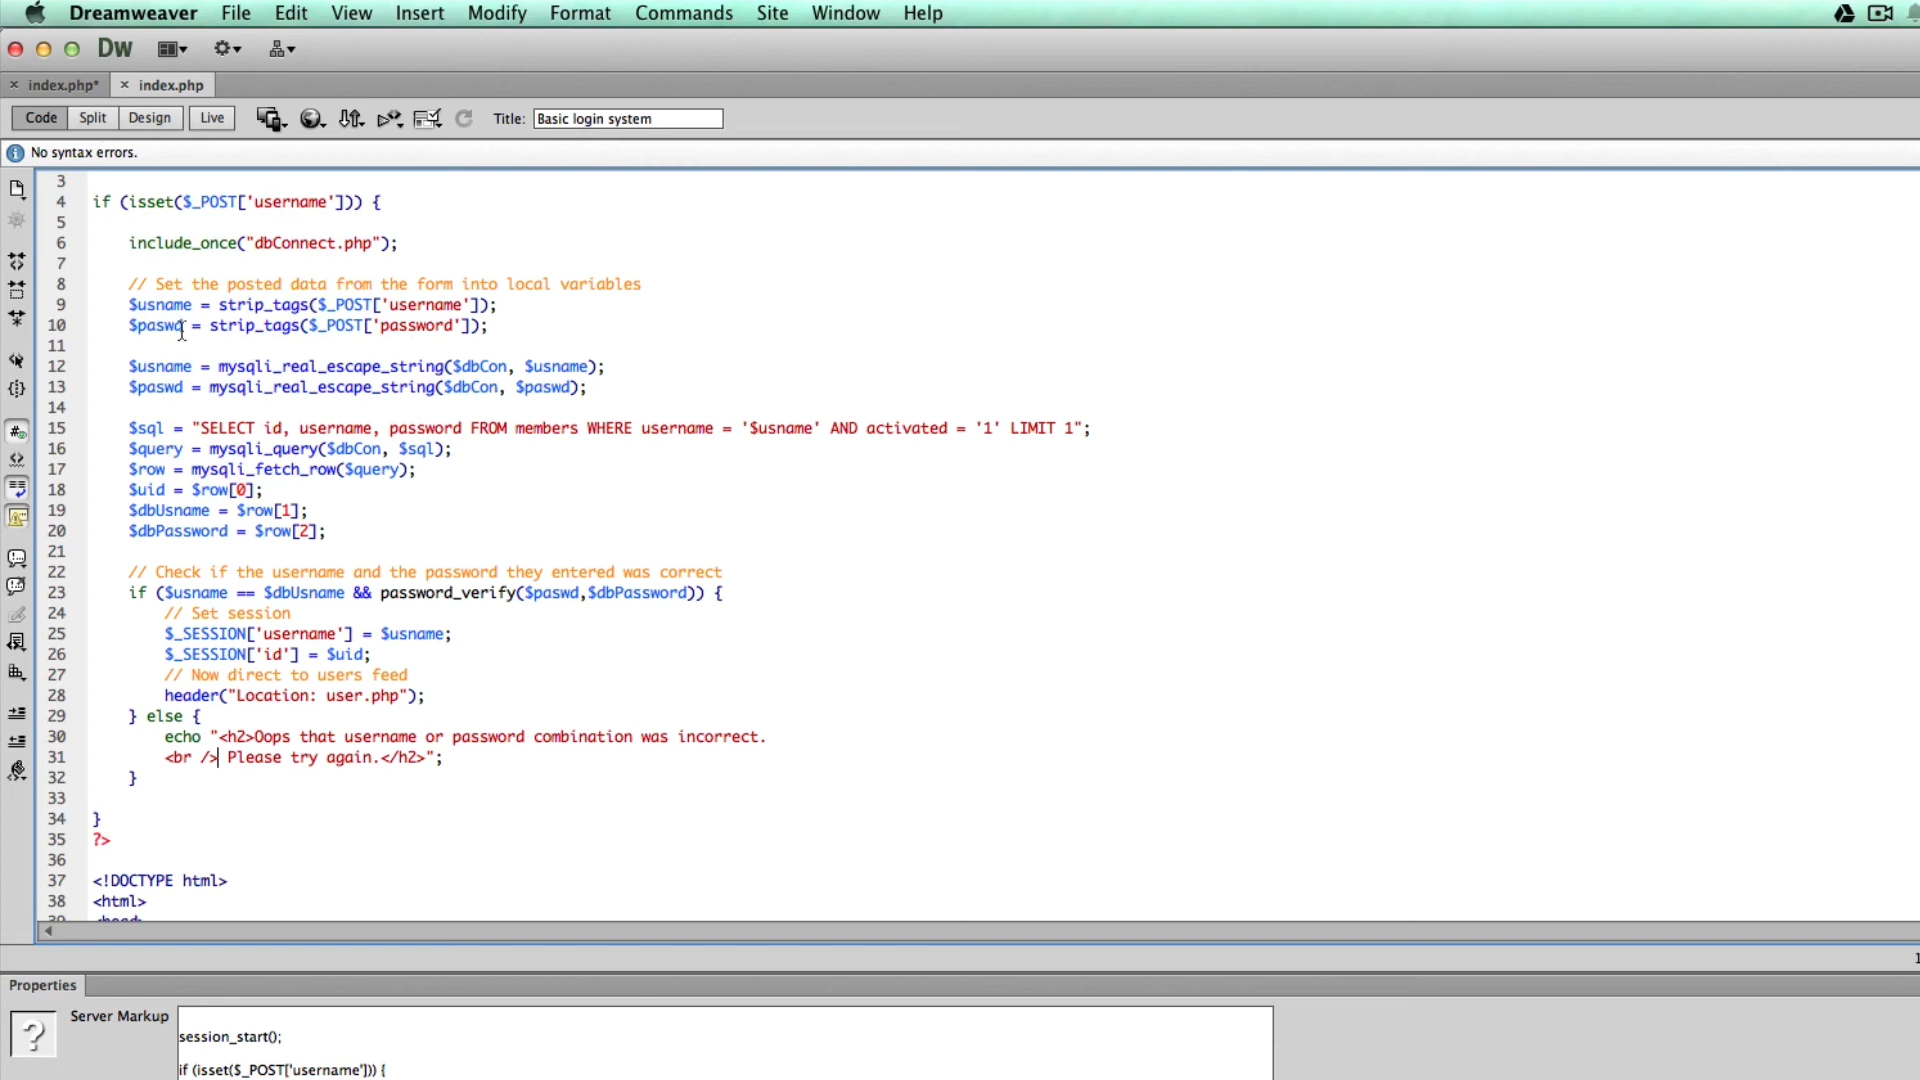 Dreamweaver File Edit View Insert Modify Format Commands Site Window Help
Dw
index.php* index.php
Code Split Design Live Title: Basic login system
No syntax errors.
3
4 if (isset($_POST['username'])) {
5
6 include_once("dbConnect.php");
7
8 // Set the posted data from the form into local variables
9 $usname = strip_tags($_POST['username']);
10 $paswd = strip_tags($_POST['password']);
11
12 $usname = mysqli_real_escape_string($dbCon, $usname);
13 $paswd = mysqli_real_escape_string($dbCon, $paswd);
14
15 $sql = "SELECT id, username, password FROM members WHERE username = '$usname' AND activated = '1' LIMIT 1";
16 $query = mysqli_query($dbCon, $sql);
17 $row = mysqli_fetch_row($query);
18 $uid = $row[0];
19 $dbUsname = $row[1];
20 $dbPassword = $row[2];
21
22 // Check if the username and the password they entered was correct
23 if ($usname == $dbUsname && password_verify($paswd,$dbPassword)) {
24 // Set session
25 $_SESSION['username'] = $usname;
26 $_SESSION['id'] = $uid;
27 // Now direct to users feed
28 header("Location: user.php");
29 } else {
30 echo "<h2>Oops that username or password combination was incorrect.
31 <br /> Please try again.</h2>";
32 }
33
34 }
35 ?>
36
37 <!DOCTYPE html>
38 <html>
39 <head>
1
Properties
Server Markup
session_start();
if (isset($_POST['username'])) {